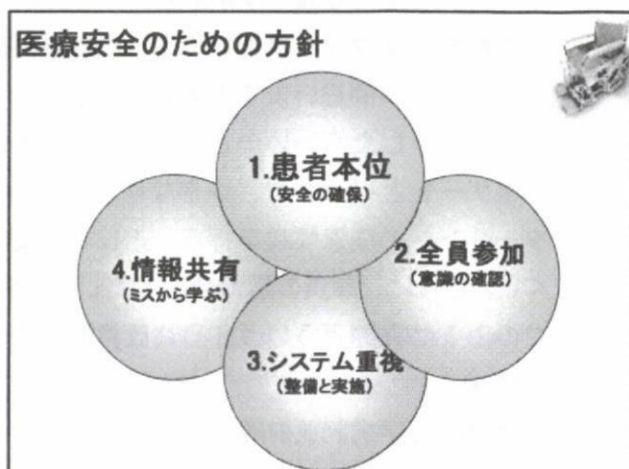 医療安全のための方針
1.患者本位
(安全の確保)
2.全員参加
(意識の確認)
3.システム重視
(整備と実施)
4.情報共有
(ミスから学ぶ)